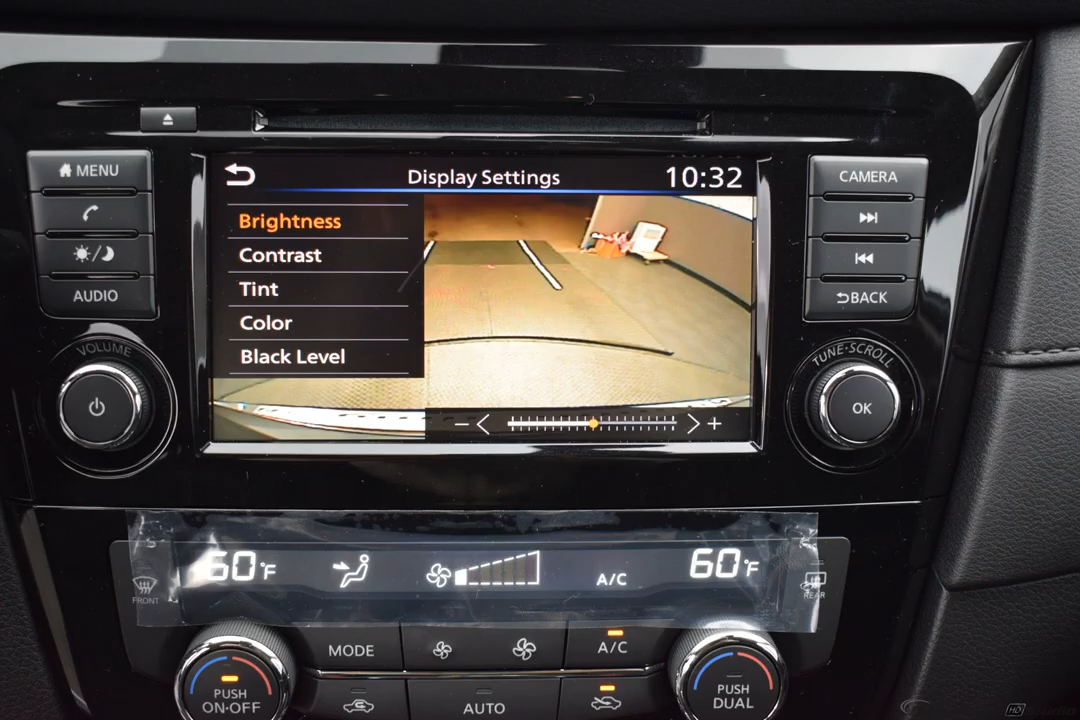 MENU
AUDIO
VOLUME
Display Settings
10:32
Brightness
Contrast
Tint
Color
Black Level
− +
CAMERA
BACK
TUNE·SCROLL
OK
60°F
A/C
60°F
FRONT
REAR
MODE
A/C
PUSH
ON·OFF
AUTO
PUSH
DUAL
HD